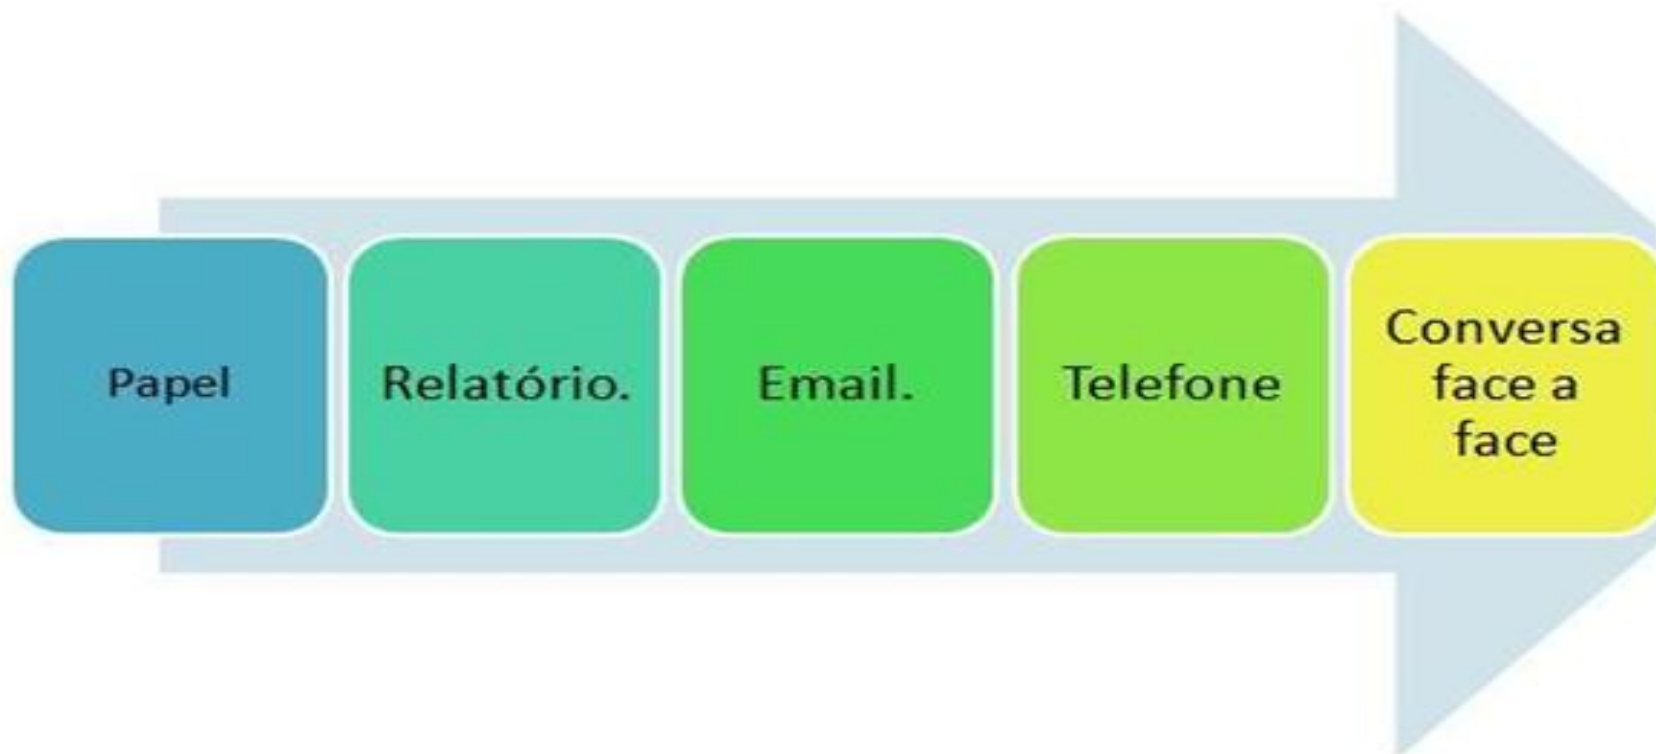 Papel
Relatório.
Email.
Telefone
Conversa
face a
face